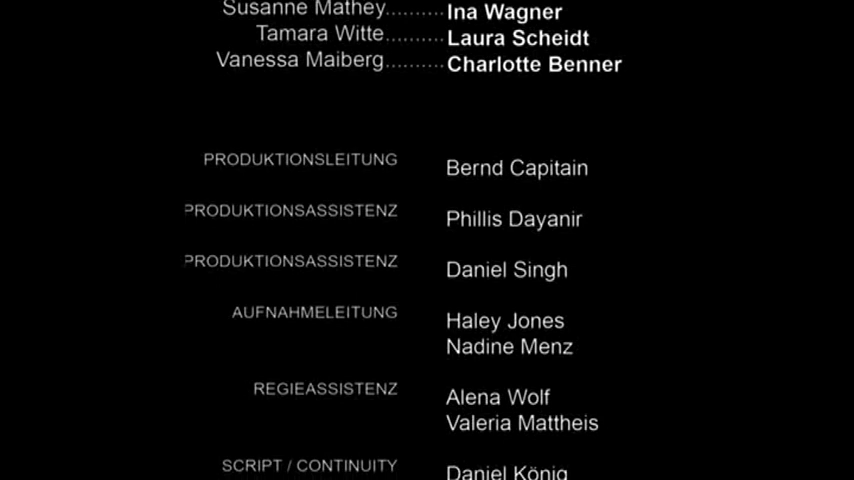 Susanne Mathey.......... Ina Wagner
Tamara Witte.......... Laura Scheidt
Vanessa Maiberg.......... Charlotte Benner
PRODUKTIONSLEITUNG Bernd Capitain
PRODUKTIONSASSISTENZ Phillis Dayanir
PRODUKTIONSASSISTENZ Daniel Singh
AUFNAHMELEITUNG Haley Jones
Nadine Menz
REGIEASSISTENZ Alena Wolf
Valeria Mattheis
SCRIPT / CONTINUITY Daniel König